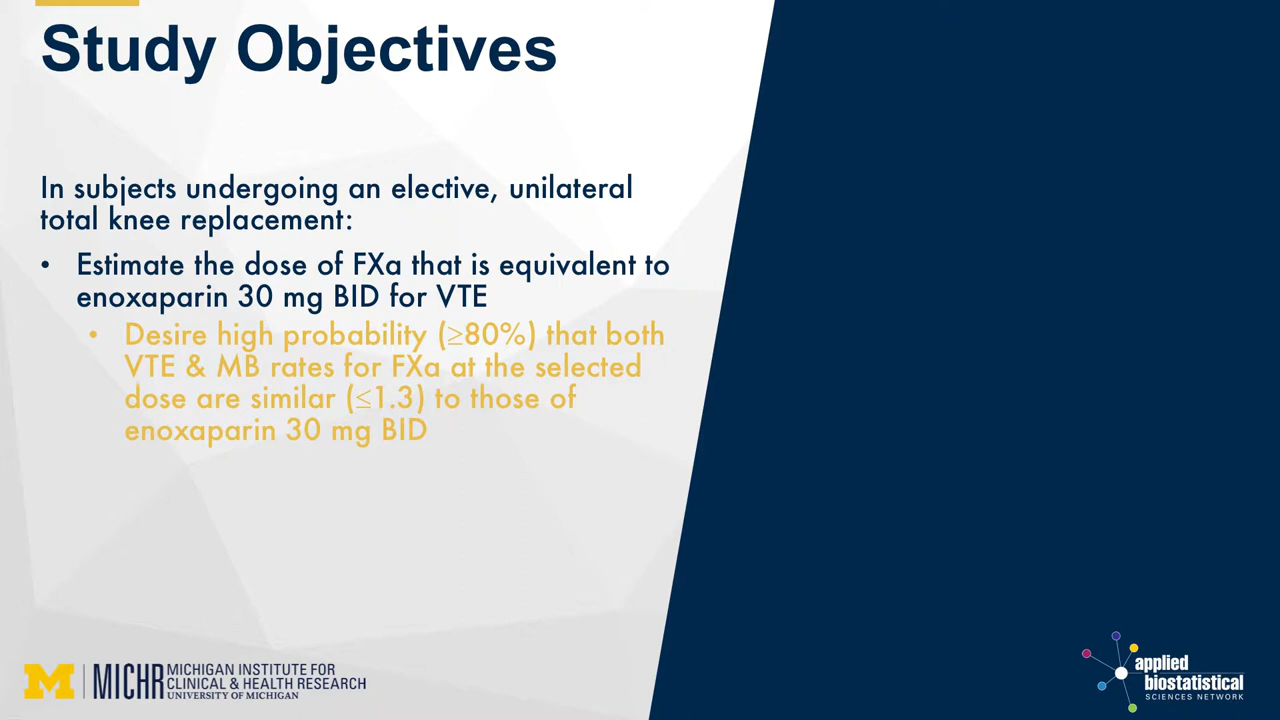 Study Objectives
In subjects undergoing an elective, unilateral
total knee replacement:
• Estimate the dose of FXa that is equivalent to
enoxaparin 30 mg BID for VTE
• Desire high probability (≥80%) that both
VTE & MB rates for FXa at the selected
dose are similar (≤1.3) to those of
enoxaparin 30 mg BID
M | MICHR MICHIGAN INSTITUTE FOR
CLINICAL & HEALTH RESEARCH
UNIVERSITY OF MICHIGAN
applied
biostatistical
SCIENCES NETWORK